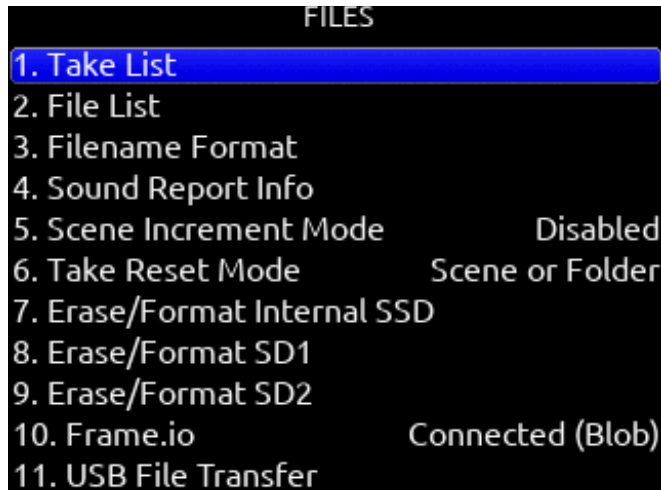 FILES
1. Take List
2. File List
3. Filename Format
4. Sound Report Info
5. Scene Increment Mode Disabled
6. Take Reset Mode Scene or Folder
7. Erase/Format Internal SSD
8. Erase/Format SD1
9. Erase/Format SD2
10. Frame.io Connected (Blob)
11. USB File Transfer